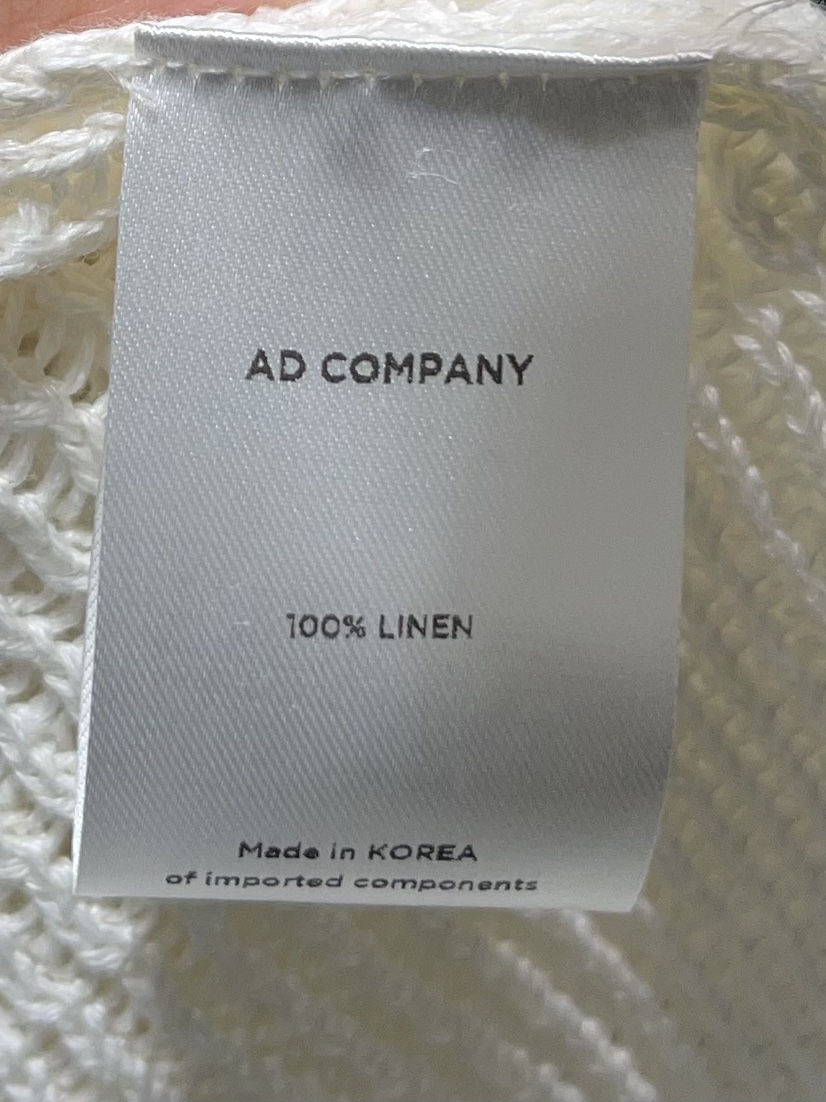 AD COMPANY
100% LINEN
Made in KOREA
of imported components